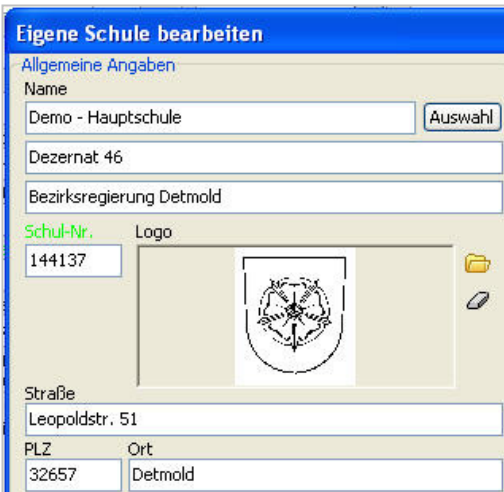 Eigene Schule bearbeiten
Allgemeine Angaben
Name
Demo - Hauptschule Auswahl
Dezernat 46
Bezirksregierung Detmold
Schul-Nr. Logo
144137
Straße
Leopoldstr. 51
PLZ Ort
32657 Detmold